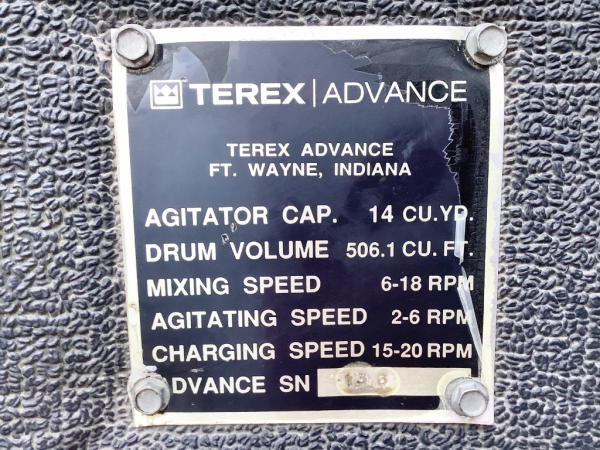 TEREX | ADVANCE
TEREX ADVANCE
FT. WAYNE, INDIANA
AGITATOR CAP. 14 CU.YD.
DRUM VOLUME 506.1 CU. FT.
MIXING SPEED 6-18 RPM
AGITATING SPEED 2-6 RPM
CHARGING SPEED 15-20 RPM
ADVANCE SN